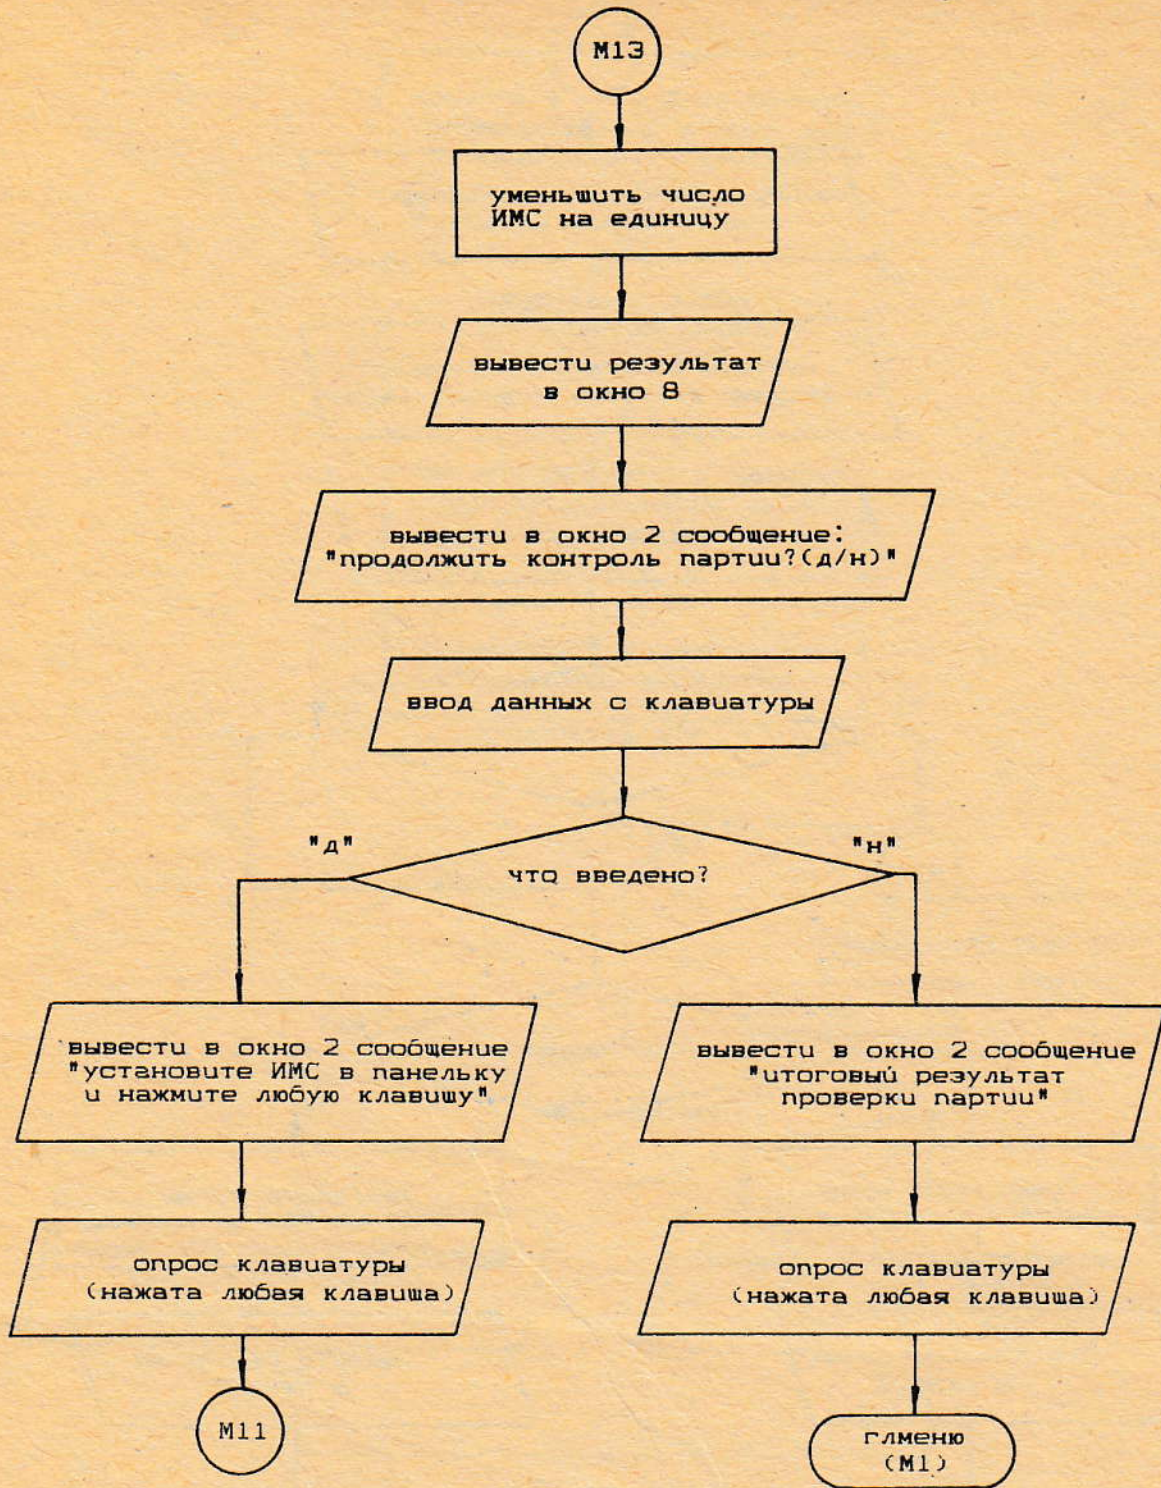 М13
уменьшить число
ИМС на единицу
вывести результат
в окно 8
вывести в окно 2 сообщение:
"продолжить контроль партии?(д/н)"
ввод данных с клавиатуры
"д"
"н"
что введено?
вывести в окно 2 сообщение
"установите ИМС в панельку
и нажмите любую клавишу"
вывести в окно 2 сообщение
"итоговый результат
проверки партии"
опрос клавиатуры
(нажата любая клавиша)
опрос клавиатуры
(нажата любая клавиша)
М11
глменю
(М1)